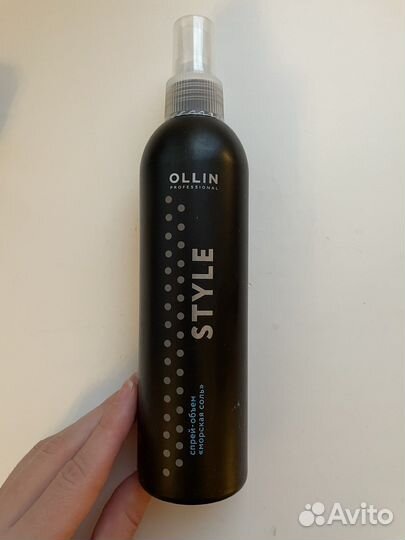 OLLIN
PROFESSIONAL
STYLE
спрей-объем
«морская соль»
Avito